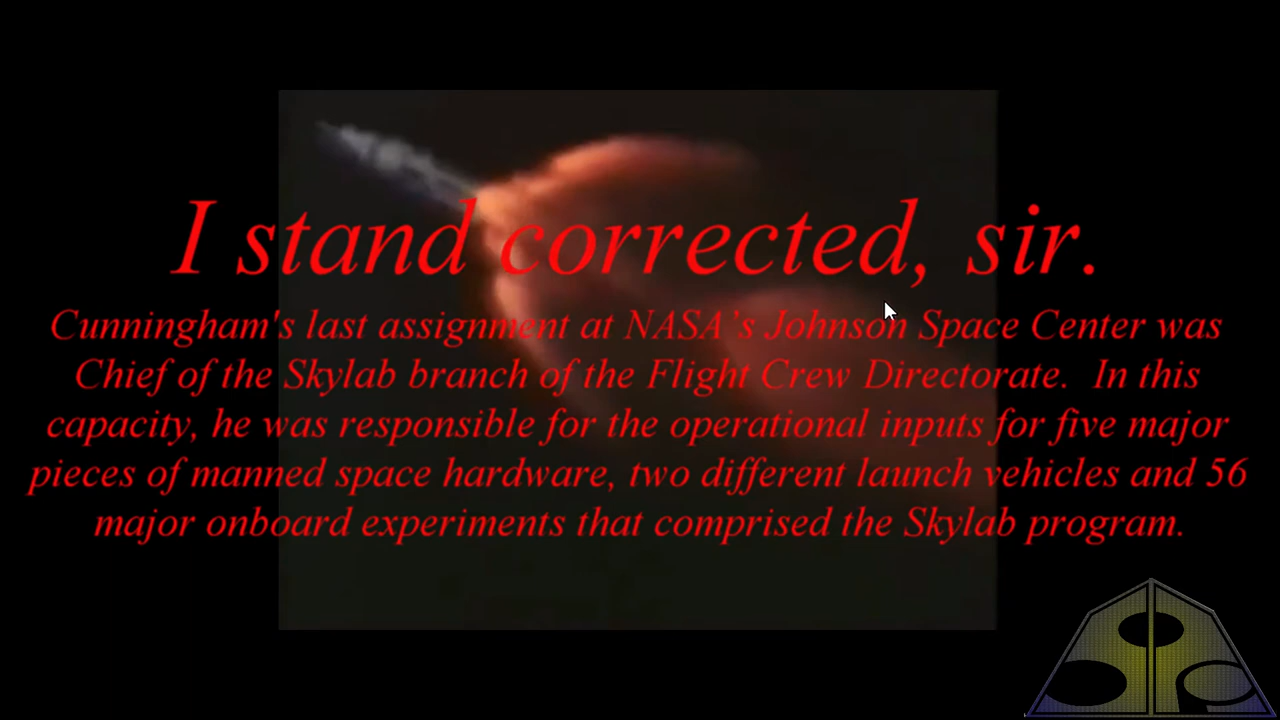 I stand corrected, sir.
Cunningham's last assignment at NASA’s Johnson Space Center was
Chief of the Skylab branch of the Flight Crew Directorate.  In this
capacity, he was responsible for the operational inputs for five major
pieces of manned space hardware, two different launch vehicles and 56
major onboard experiments that comprised the Skylab program.